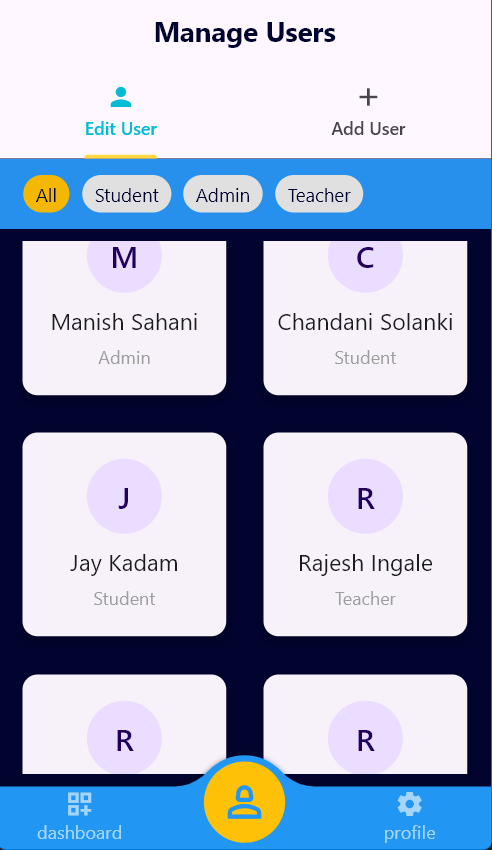 Manage Users
Edit User
Add User
All
Student
Admin
Teacher
M
C
Manish Sahani
Chandani Solanki
Admin
Student
J
R
Jay Kadam
Rajesh Ingale
Student
Teacher
R
R
dashboard
profile